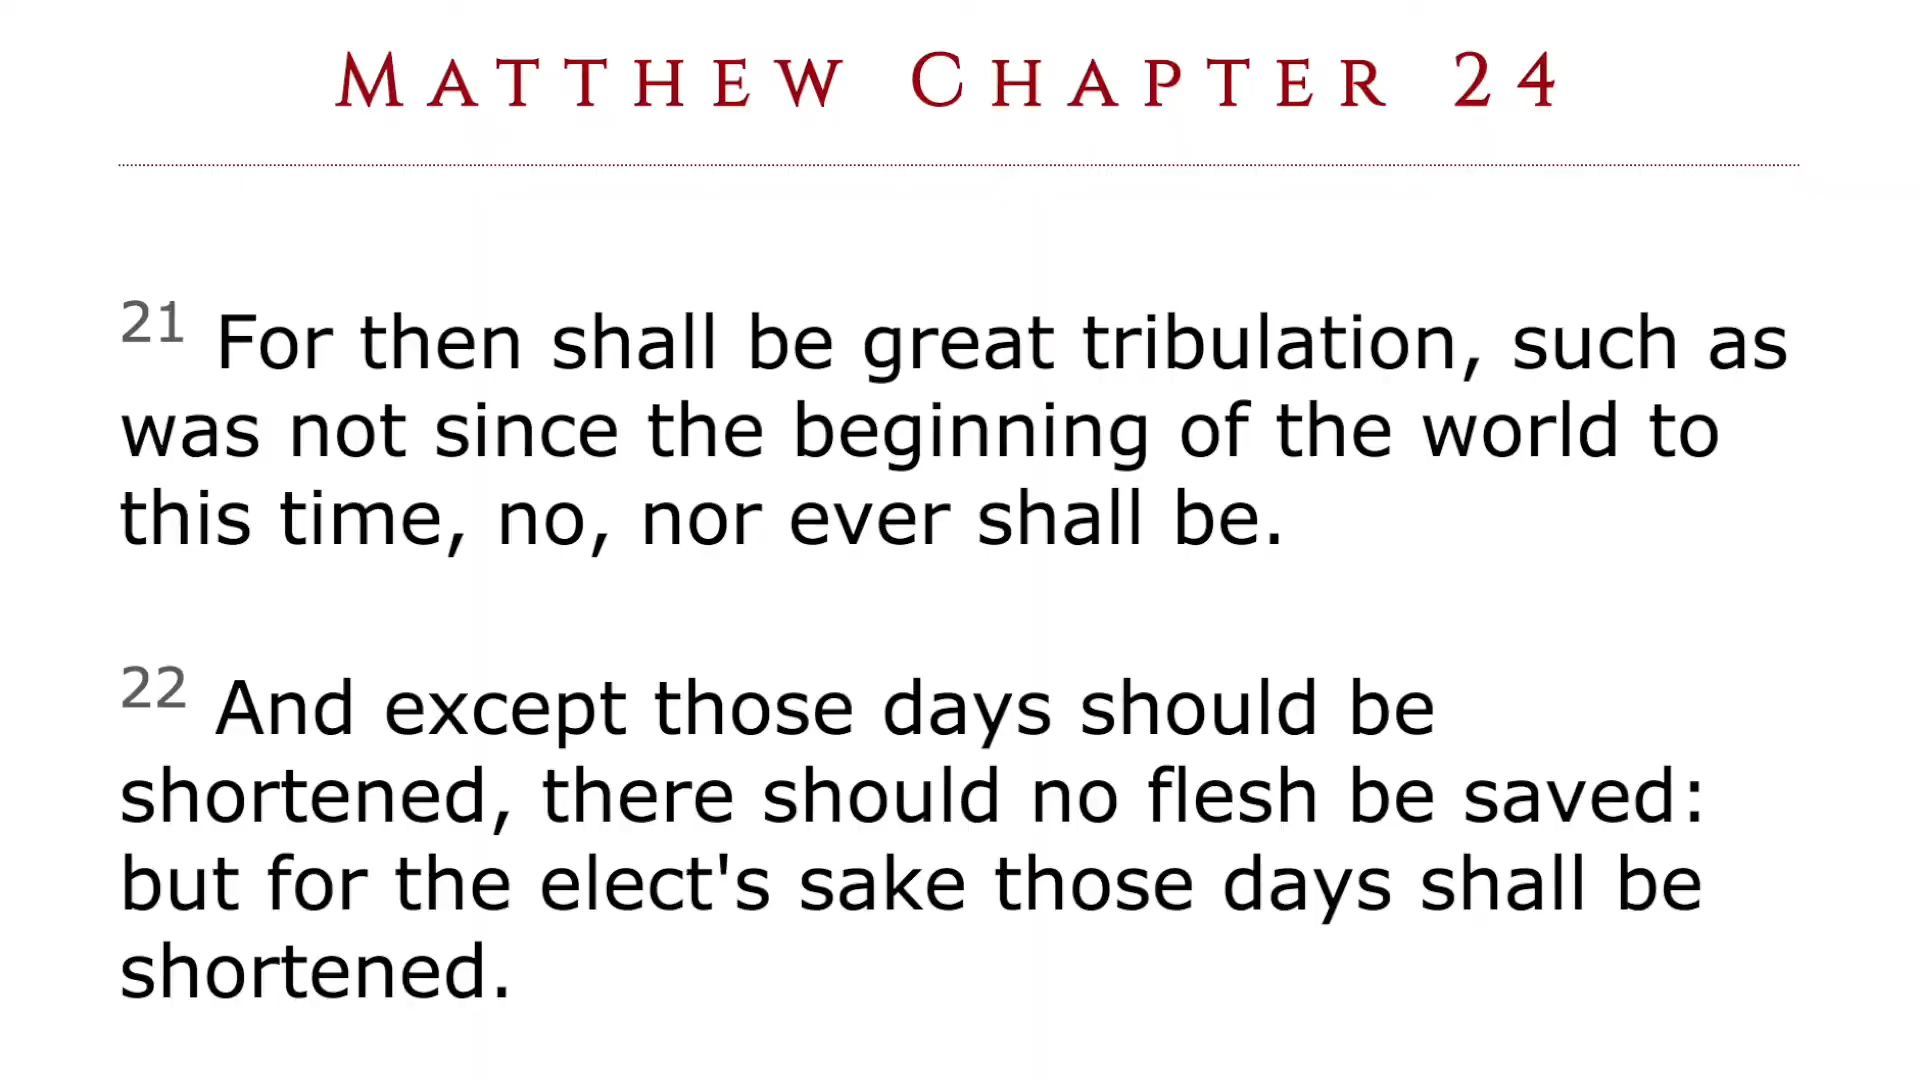 Matthew Chapter 24
21 For then shall be great tribulation, such as
was not since the beginning of the world to
this time, no, nor ever shall be.
22 And except those days should be
shortened, there should no flesh be saved:
but for the elect's sake those days shall be
shortened.